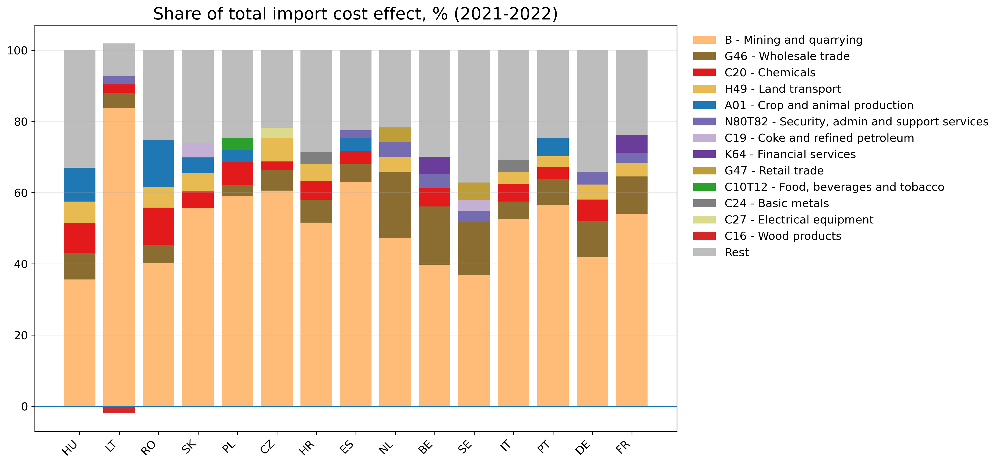 Share of total import cost effect, % (2021-2022)
100
80
60
40
20
0
HU LT RO SK PL CZ HR ES NL BE SE IT PT DE FR
B - Mining and quarrying
G46 - Wholesale trade
C20 - Chemicals
H49 - Land transport
A01 - Crop and animal production
N80T82 - Security, admin and support services
C19 - Coke and refined petroleum
K64 - Financial services
G47 - Retail trade
C10T12 - Food, beverages and tobacco
C24 - Basic metals
C27 - Electrical equipment
C16 - Wood products
Rest